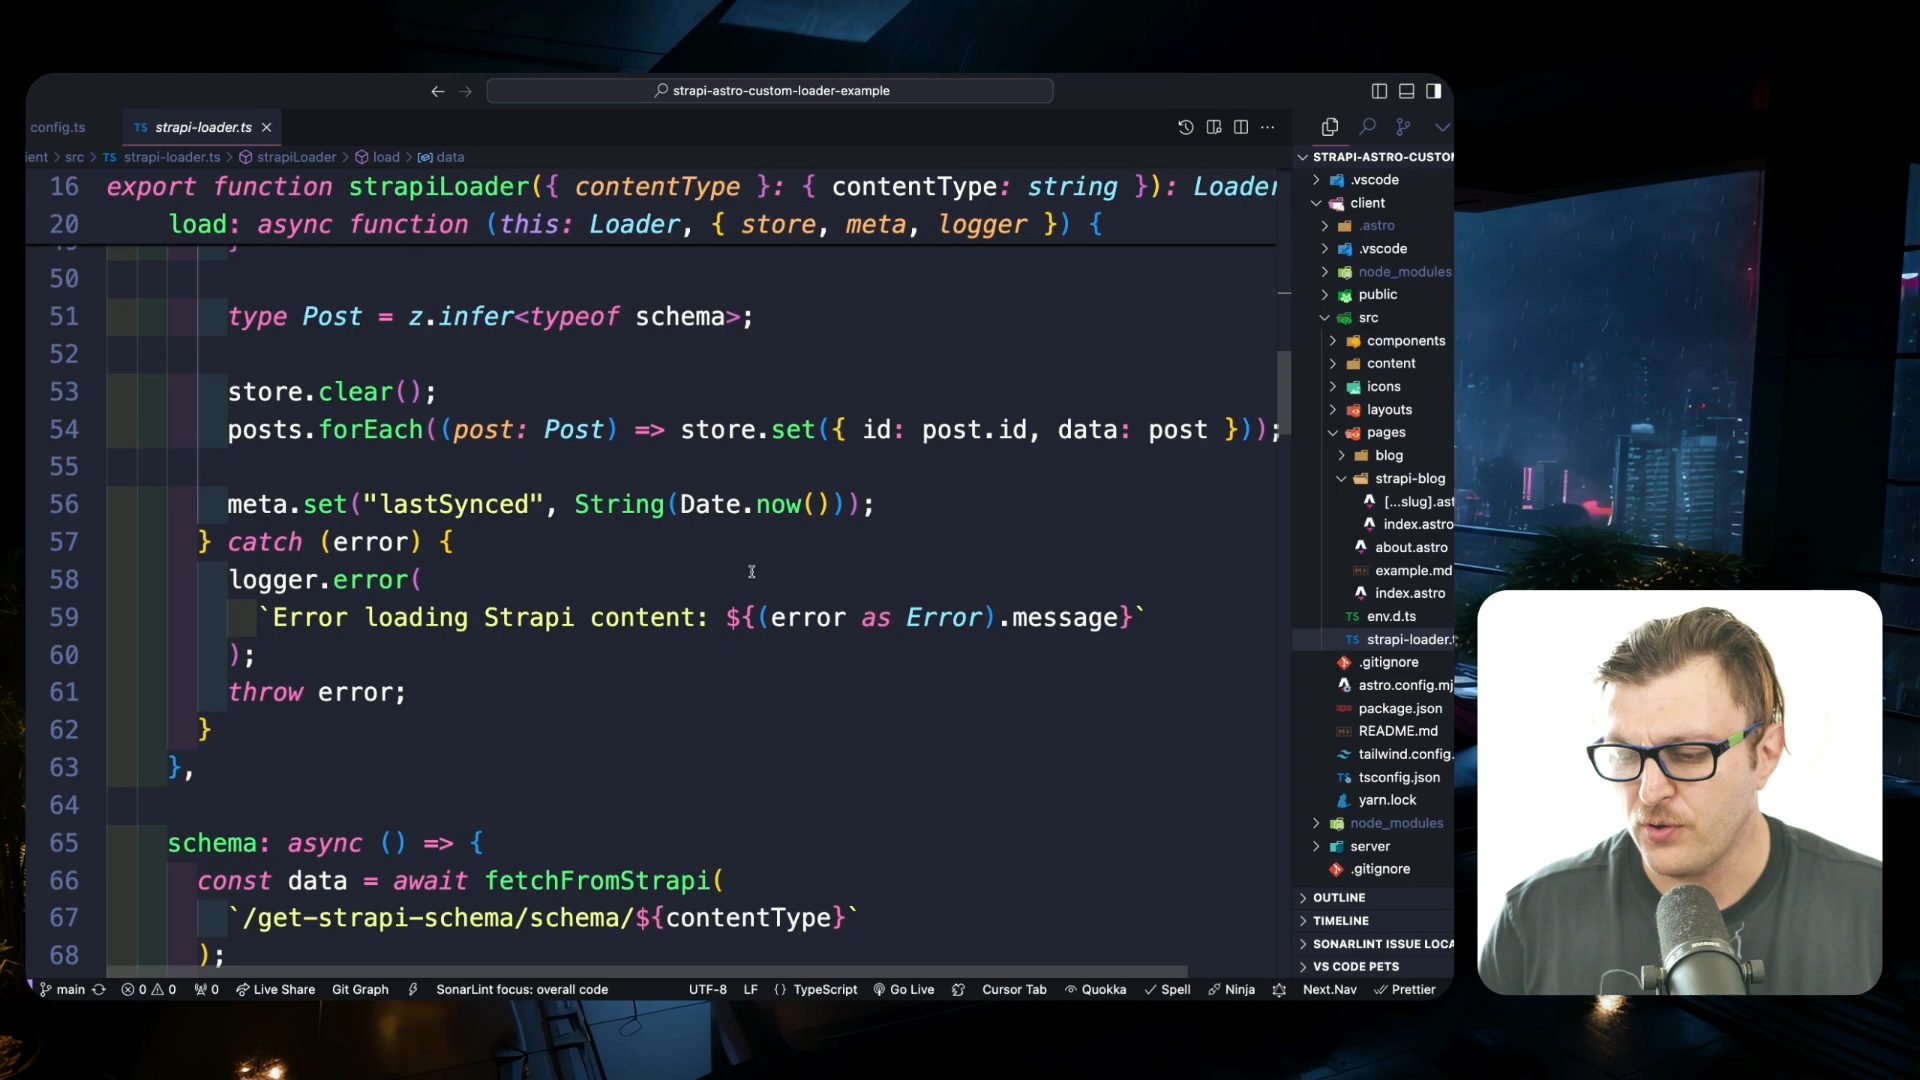 strapi-astro-custom-loader-example
config.ts
TS strapi-loader.ts
ient > src > TS strapi-loader.ts > strapiLoader > load > data
16 export function strapiLoader({ contentType }: { contentType: string }): Loader
20 load: async function (this: Loader, { store, meta, logger }) {
50
51 type Post = z.infer<typeof schema>;
52
53 store.clear();
54 posts.forEach((post: Post) => store.set({ id: post.id, data: post }));
55
56 meta.set("lastSynced", String(Date.now()));
57 } catch (error) {
58 logger.error(
59 `Error loading Strapi content: ${(error as Error).message}`
60 );
61 throw error;
62 }
63 },
64
65 schema: async () => {
66 const data = await fetchFromStrapi(
67 `/get-strapi-schema/schema/${contentType}`
68 );
STRAPI-ASTRO-CUSTOM
.vscode
client
.astro
.vscode
node_modules
public
src
components
content
icons
layouts
pages
blog
strapi-blog
[...slug].ast
index.astro
about.astro
example.md
index.astro
TS env.d.ts
TS strapi-loader.t
.gitignore
astro.config.mj
package.json
README.md
tailwind.config.
tsconfig.json
yarn.lock
node_modules
server
.gitignore
OUTLINE
TIMELINE
SONARLINT ISSUE LOCA
VS CODE PETS
main 0 0 0 Live Share Git Graph SonarLint focus: overall code UTF-8 LF {} TypeScript Go Live Cursor Tab Quokka Spell Ninja Next.Nav Prettier